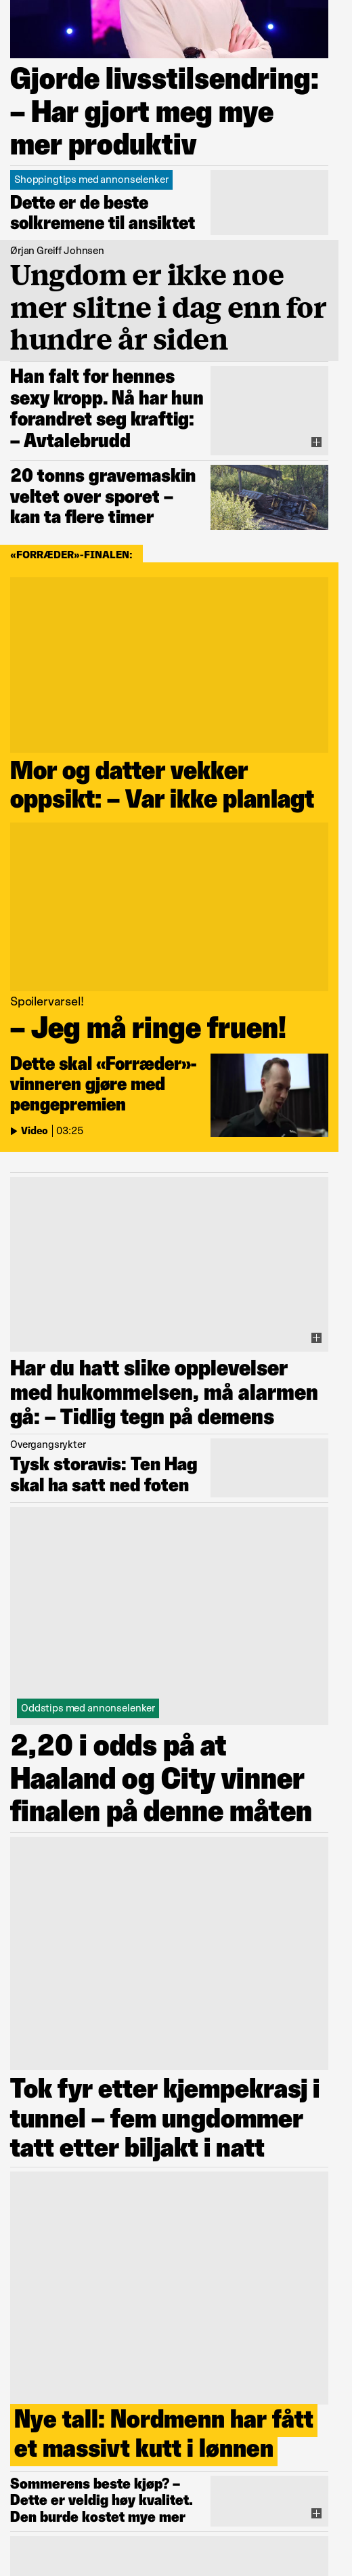 Gjorde livsstilsendring:
– Har gjort meg mye
mer produktiv
Shoppingtips med annonselenker
Dette er de beste
solkremene til ansiktet
Ørjan Greiff Johnsen
Ungdom er ikke noe
mer slitne i dag enn for
hundre år siden
Han falt for hennes
sexy kropp. Nå har hun
forandret seg kraftig:
– Avtalebrudd
20 tonns gravemaskin
veltet over sporet –
kan ta flere timer
«FORRÆDER»-FINALEN:
Mor og datter vekker
oppsikt: – Var ikke planlagt
Spoilervarsel!
– Jeg må ringe fruen!
Dette skal «Forræder»-
vinneren gjøre med
pengepremien
Video | 03:25
Har du hatt slike opplevelser
med hukommelsen, må alarmen
gå: – Tidlig tegn på demens
Overgangsrykter
Tysk storavis: Ten Hag
skal ha satt ned foten
Oddstips med annonselenker
2,20 i odds på at
Haaland og City vinner
finalen på denne måten
Tok fyr etter kjempekrasj i
tunnel – fem ungdommer
tatt etter biljakt i natt
Nye tall: Nordmenn har fått
et massivt kutt i lønnen
Sommerens beste kjøp? –
Dette er veldig høy kvalitet.
Den burde kostet mye mer